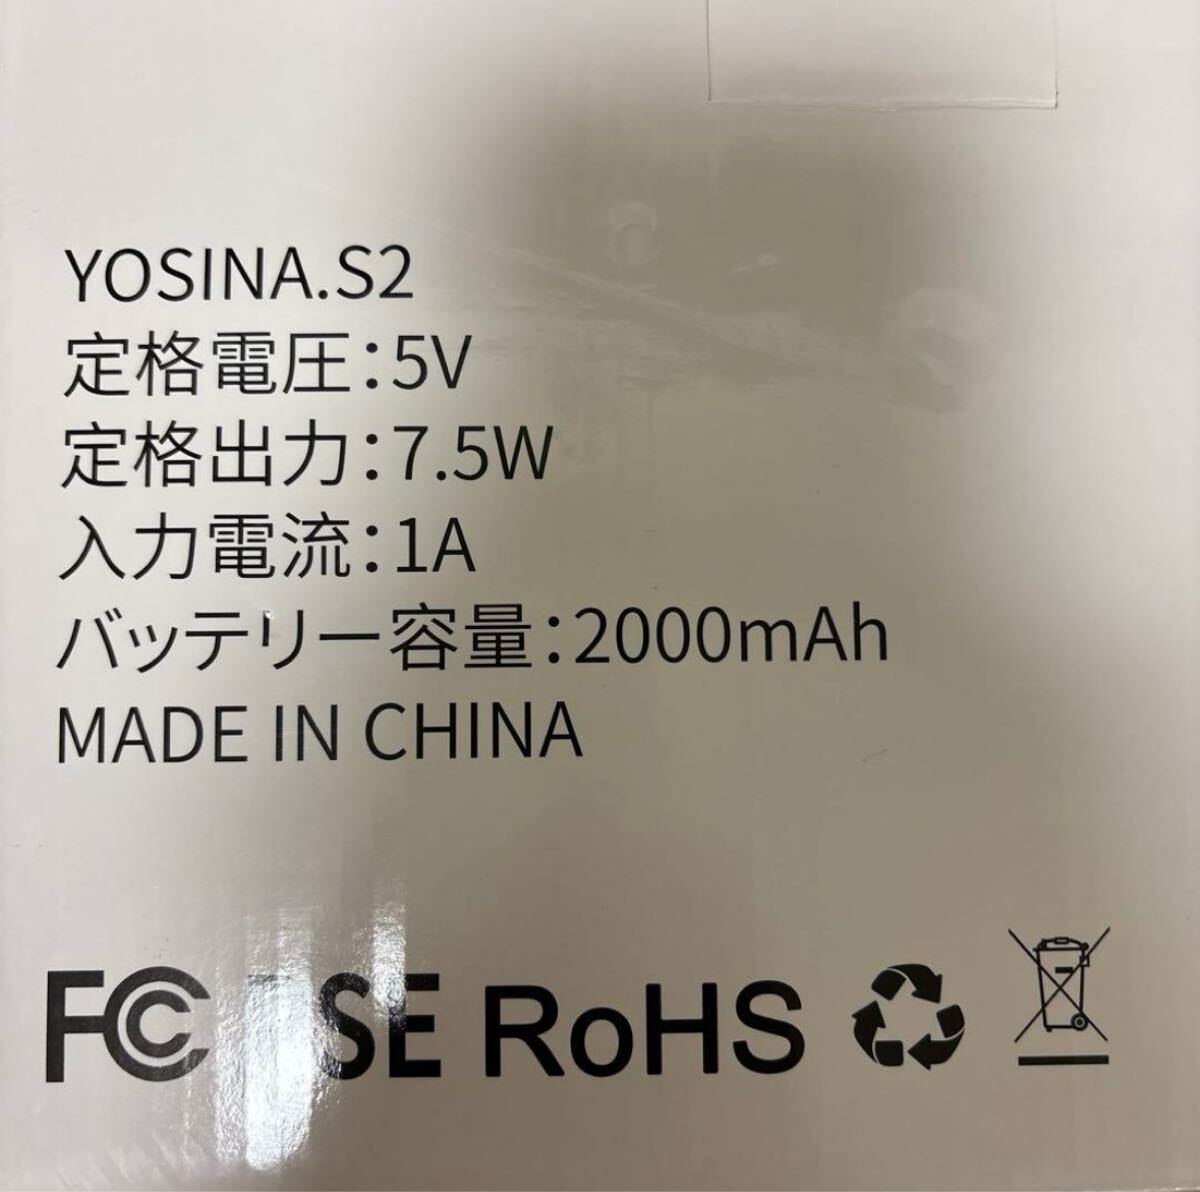 YOSINA.S2
定格電圧:5V
定格出力:7.5W
入力電流:1A
バッテリー容量:2000mAh
MADE IN CHINA
FC RoHS